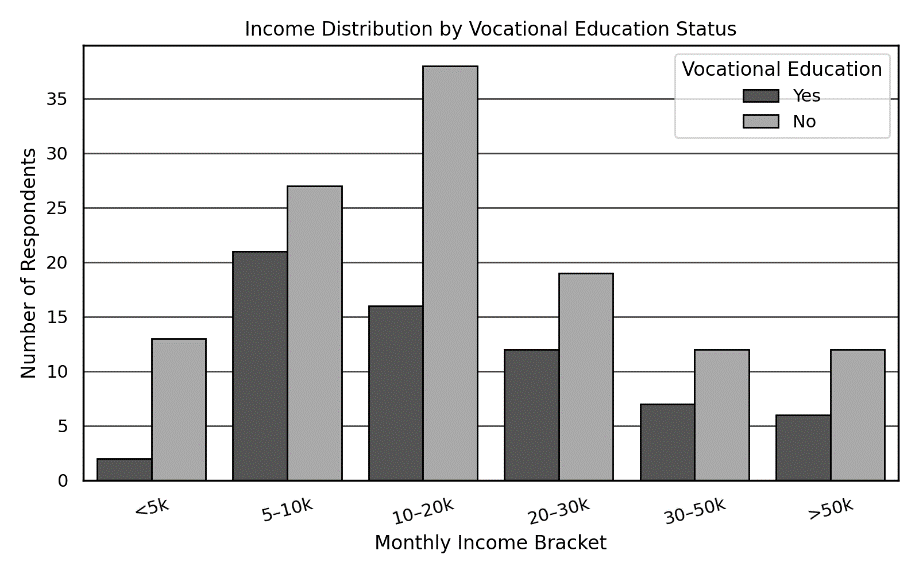 Income Distribution by Vocational Education Status
Vocational Education
Yes
No
Number of Respondents
35
30
25
20
15
10
5
0
<5k
5–10k
10–20k
20–30k
30–50k
>50k
Monthly Income Bracket